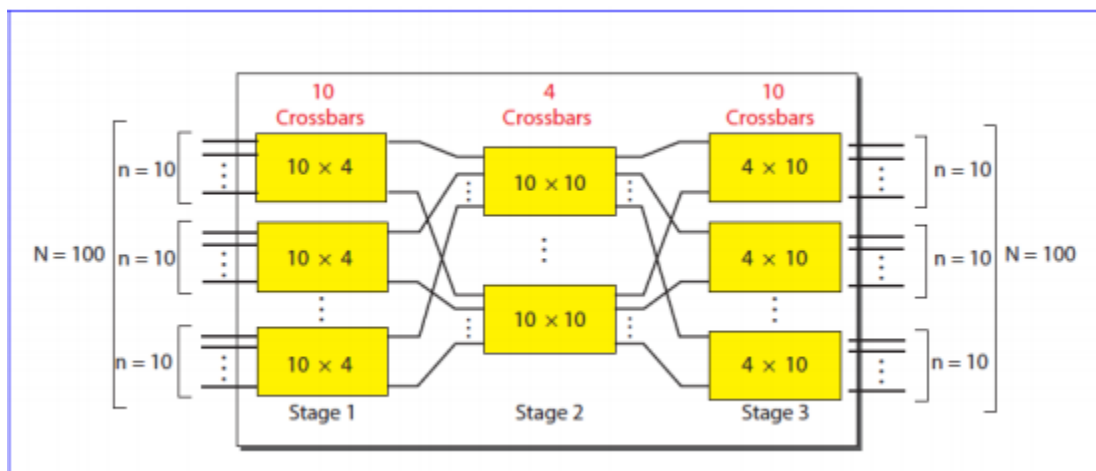 10
Crossbars
4
Crossbars
10
Crossbars
N = 100
n = 10
10 × 4
10 × 10
4 × 10
n = 10
N = 100
n = 10
10 × 4
4 × 10
n = 10
10 × 10
n = 10
10 × 4
4 × 10
n = 10
Stage 1
Stage 2
Stage 3